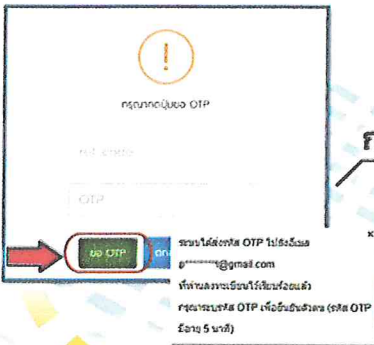 !
กรุณากดปุ่มขอ OTP
ref code
OTP
ขอ OTP
ระบบได้ส่งรหัส OTP ไปยังอีเมล
p*******t@gmail.com
ที่ท่านลงทะเบียนไว้เรียบร้อยแล้ว
กรุณาระบุรหัส OTP เพื่อยืนยันตัวตน (รหัส OTP
มีอายุ 5 นาที)